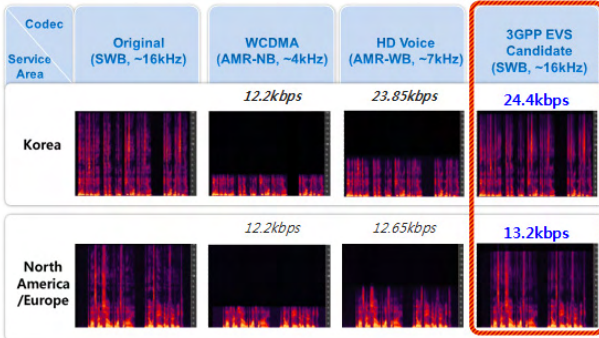 Codec
Service
Area
Original
(SWB, ~16kHz)
WCDMA
(AMR-NB, ~4kHz)
HD Voice
(AMR-WB, ~7kHz)
3GPP EVS
Candidate
(SWB, ~16kHz)
Korea
12.2kbps
23.85kbps
24.4kbps
North
America
/Europe
12.2kbps
12.65kbps
13.2kbps